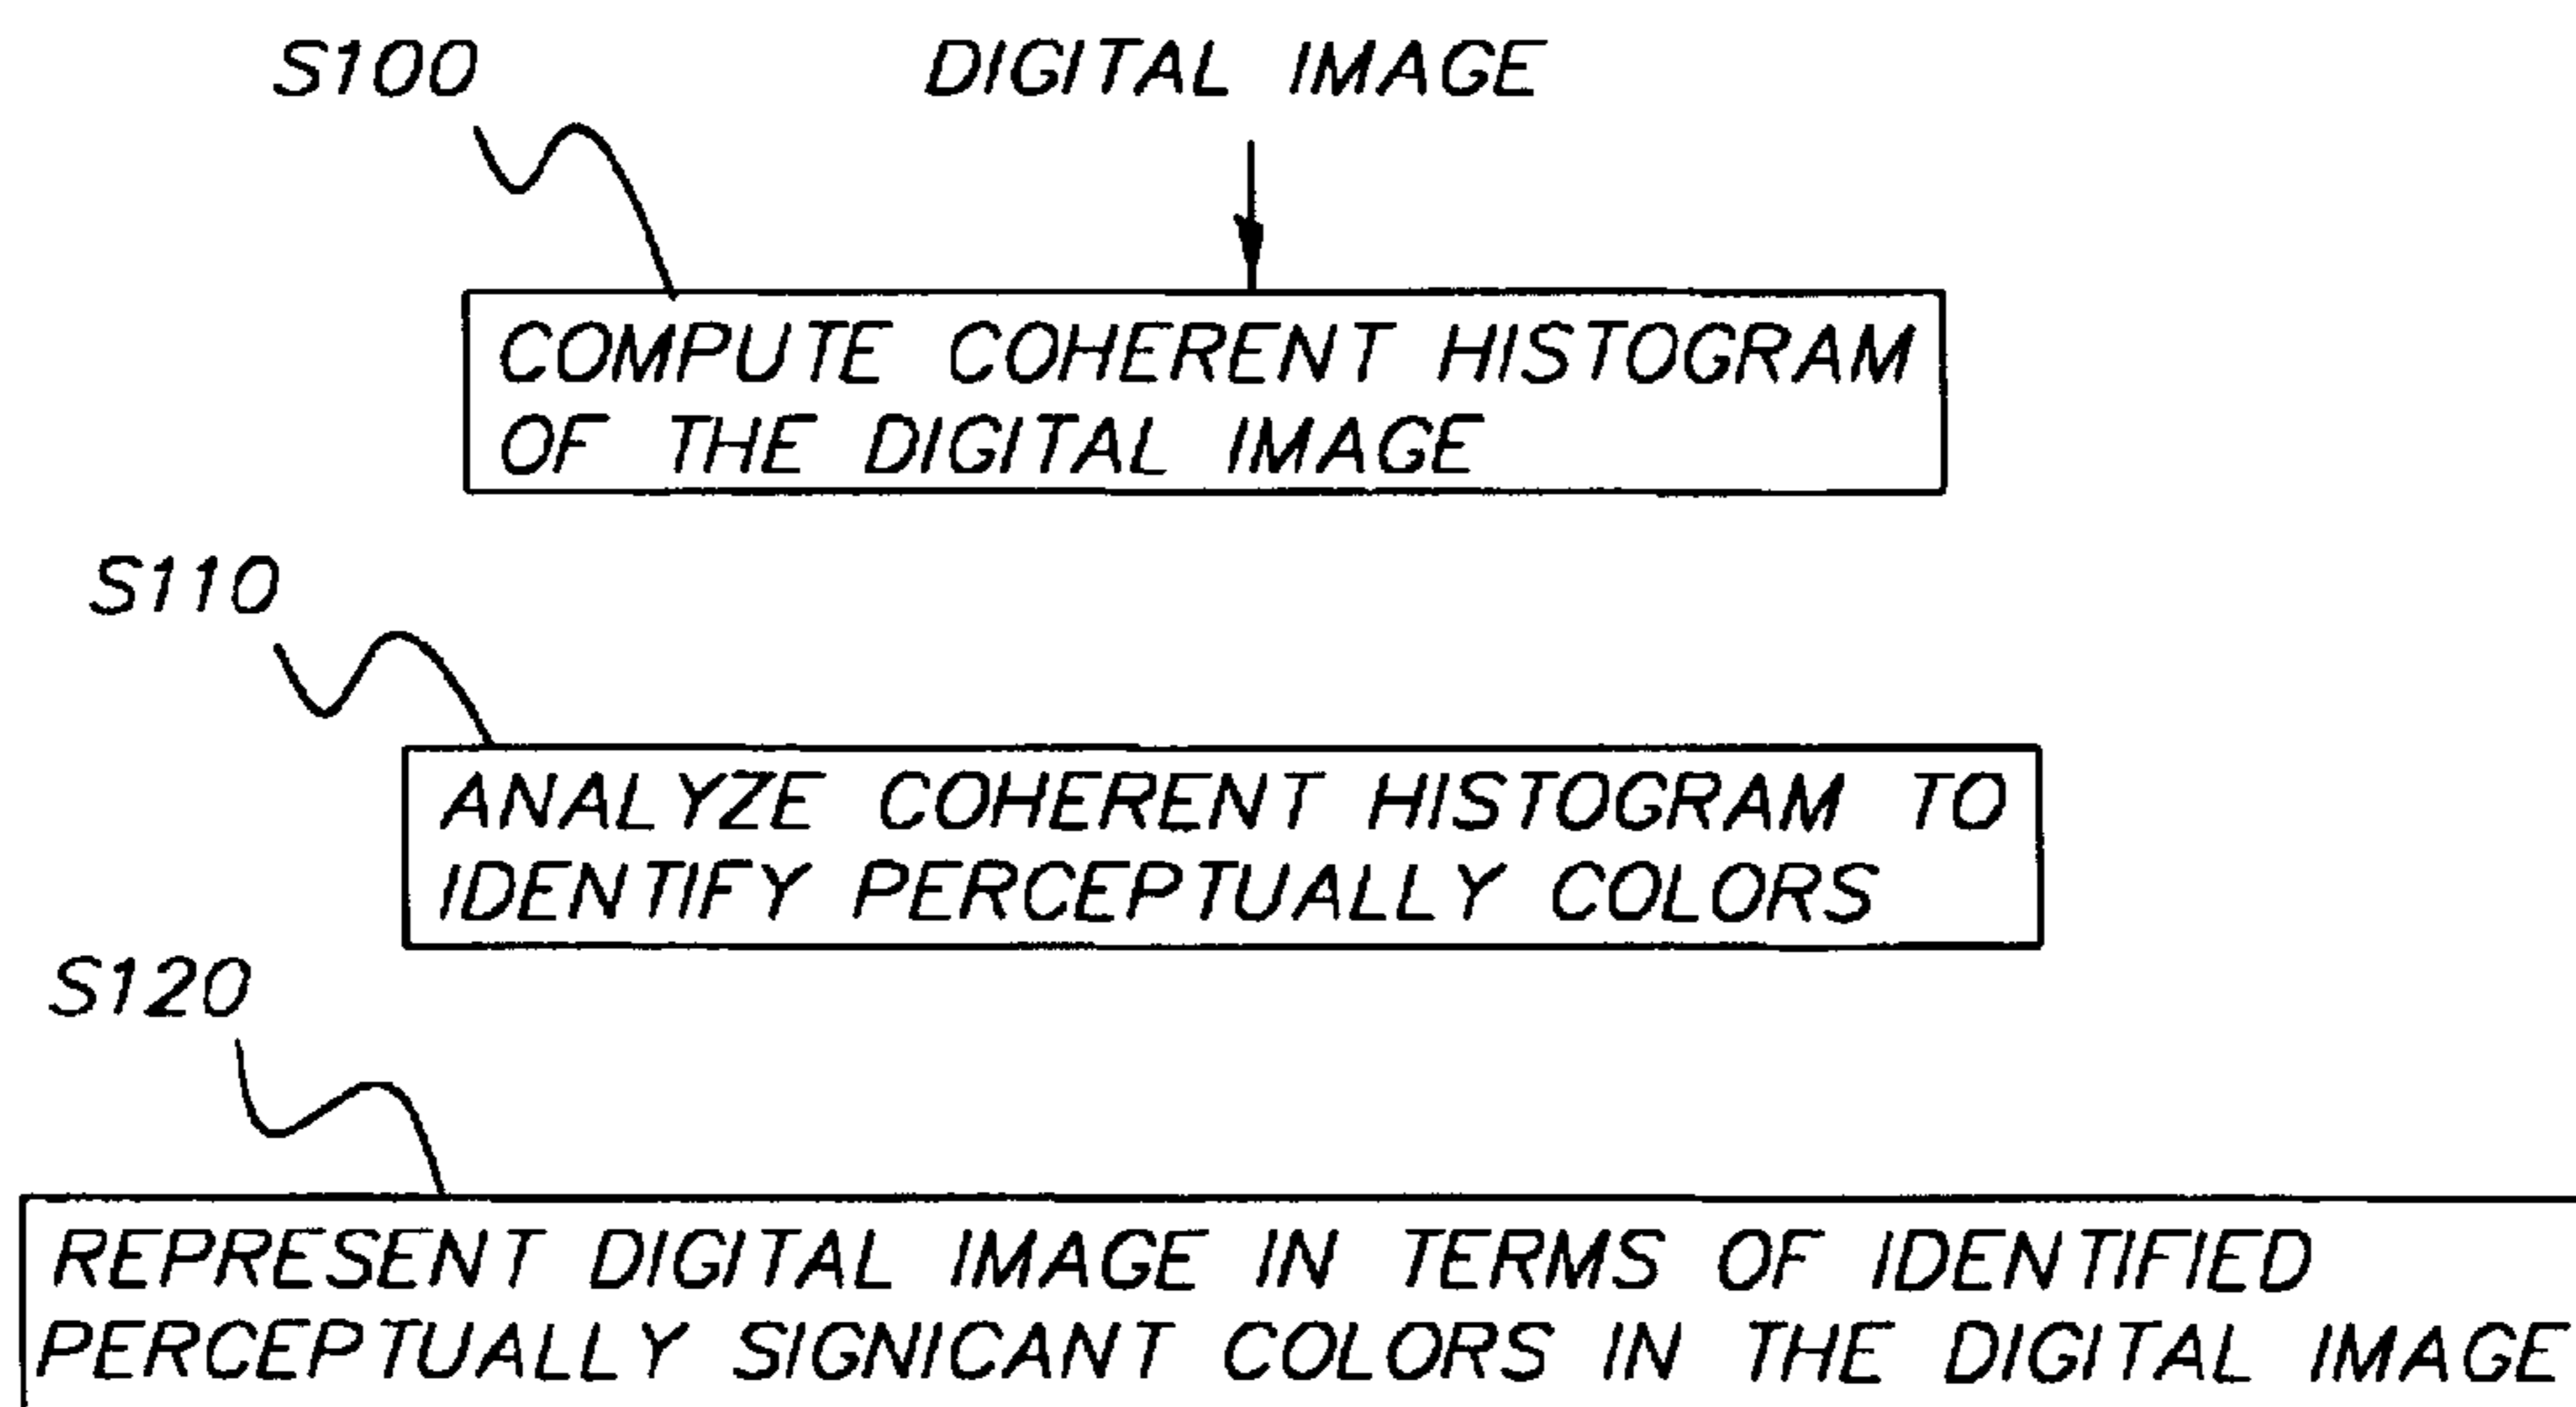 S100
DIGITAL IMAGE
COMPUTE COHERENT HISTOGRAM
OF THE DIGITAL IMAGE
S110
ANALYZE COHERENT HISTOGRAM TO
IDENTIFY PERCEPTUALLY COLORS
S120
REPRESENT DIGITAL IMAGE IN TERMS OF IDENTIFIED
PERCEPTUALLY SIGNICANT COLORS IN THE DIGITAL IMAGE